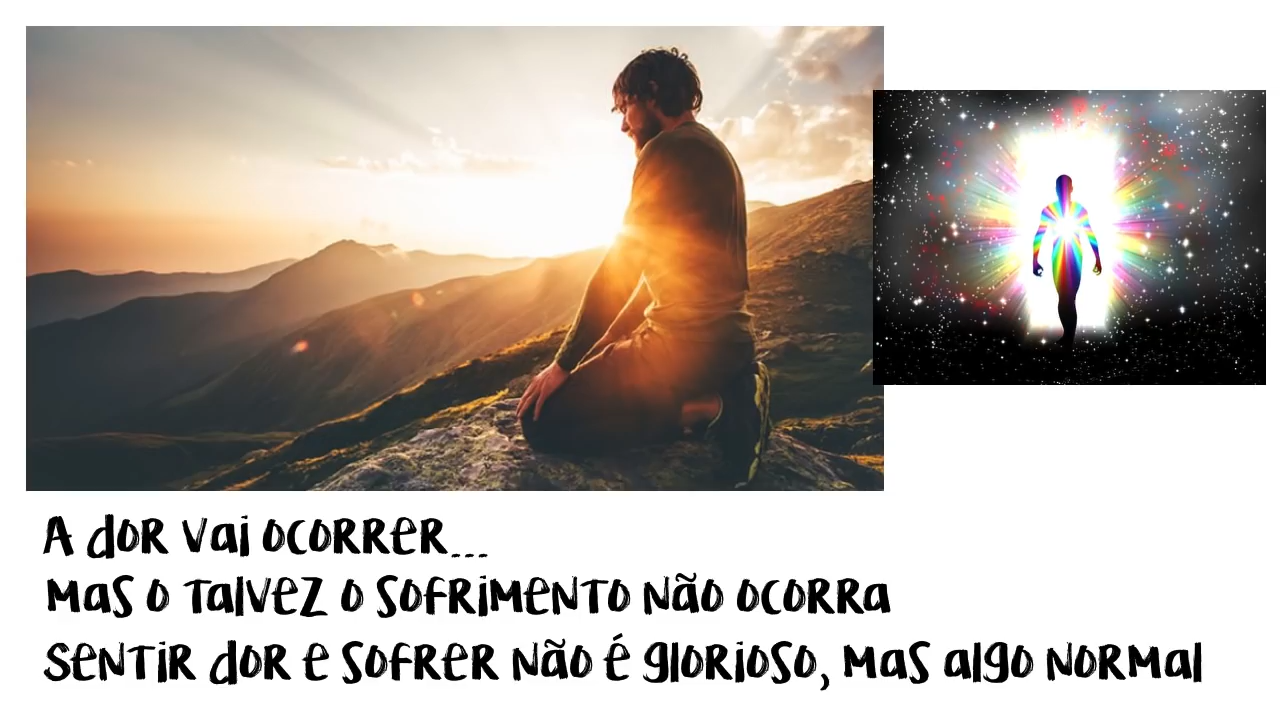 A dor vai ocorrer...
Mas o talvez o sofrimento não ocorra
Sentir dor e sofrer não é glorioso, mas algo normal